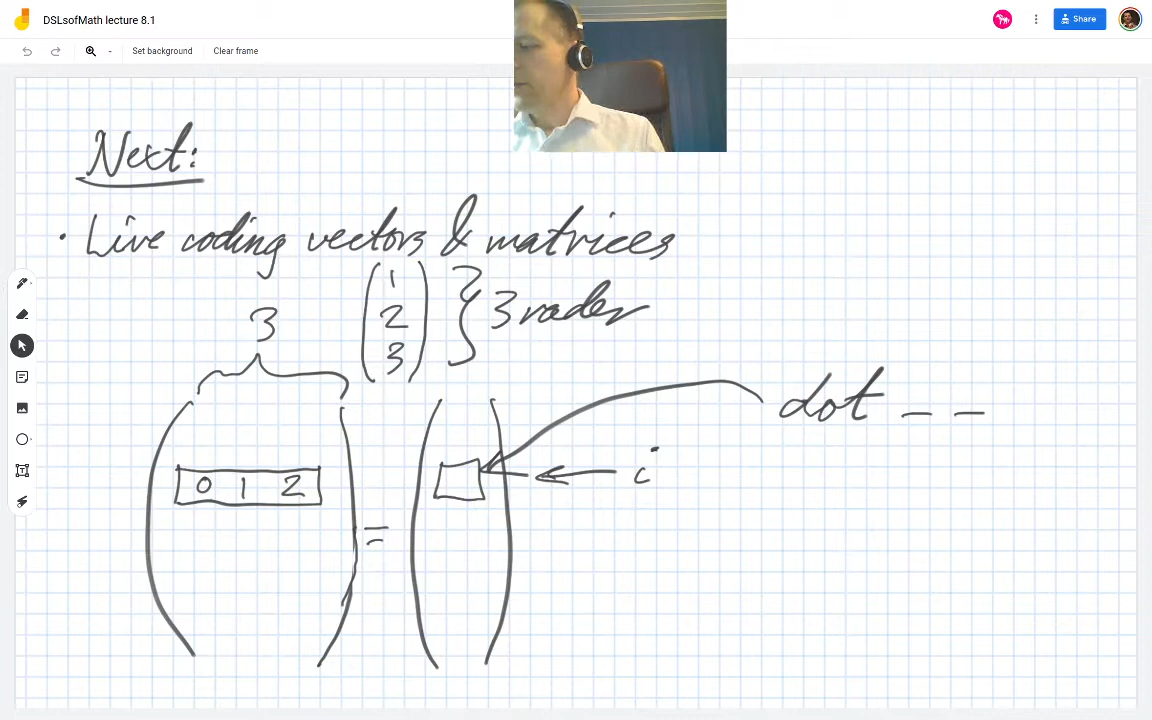 DSLsofMath lecture 8.1
Share
Set background
Clear frame
Next:
· Live coding vectors & matrices
3
1
2
3
3 rader
dot _ _
0 1 2
=
i